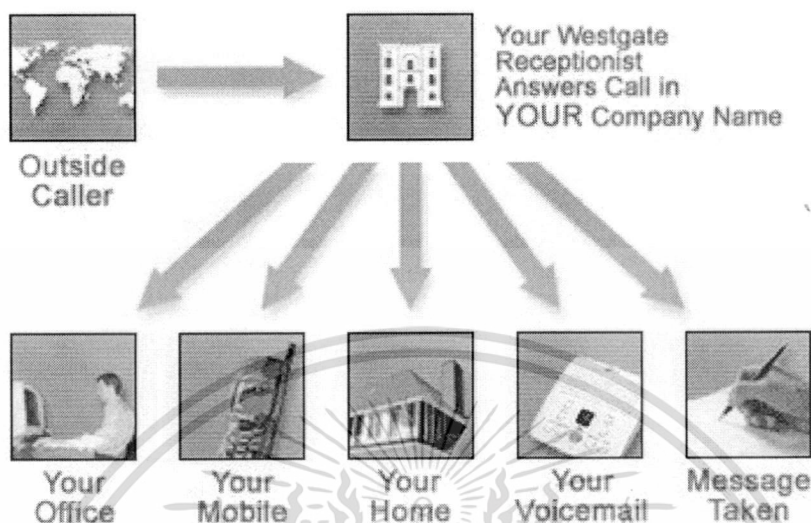 Your Westgate
Receptionist
Answers Call in
YOUR Company Name
Outside
Caller
Your
Office
Your
Mobile
Your
Home
Your
Voicemail
Message
Taken